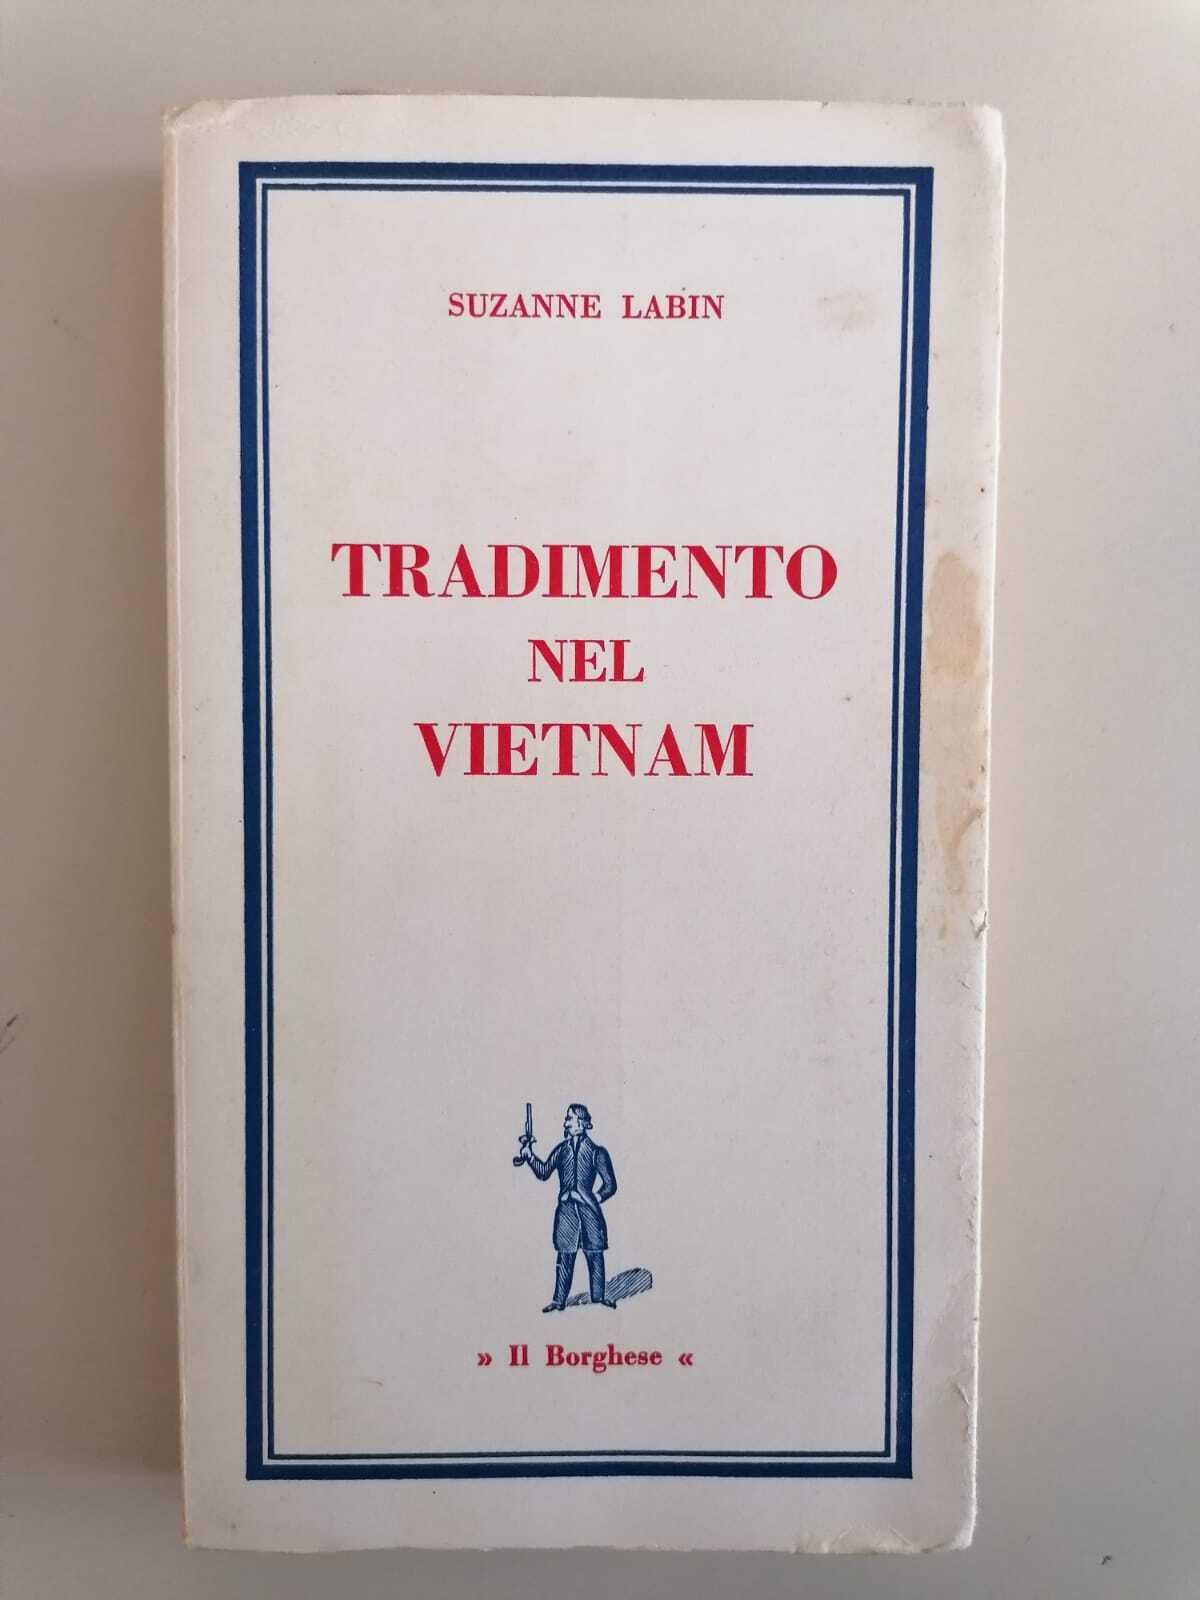 SUZANNE LABIN
TRADIMENTO
NEL
VIETNAM
» Il Borghese «